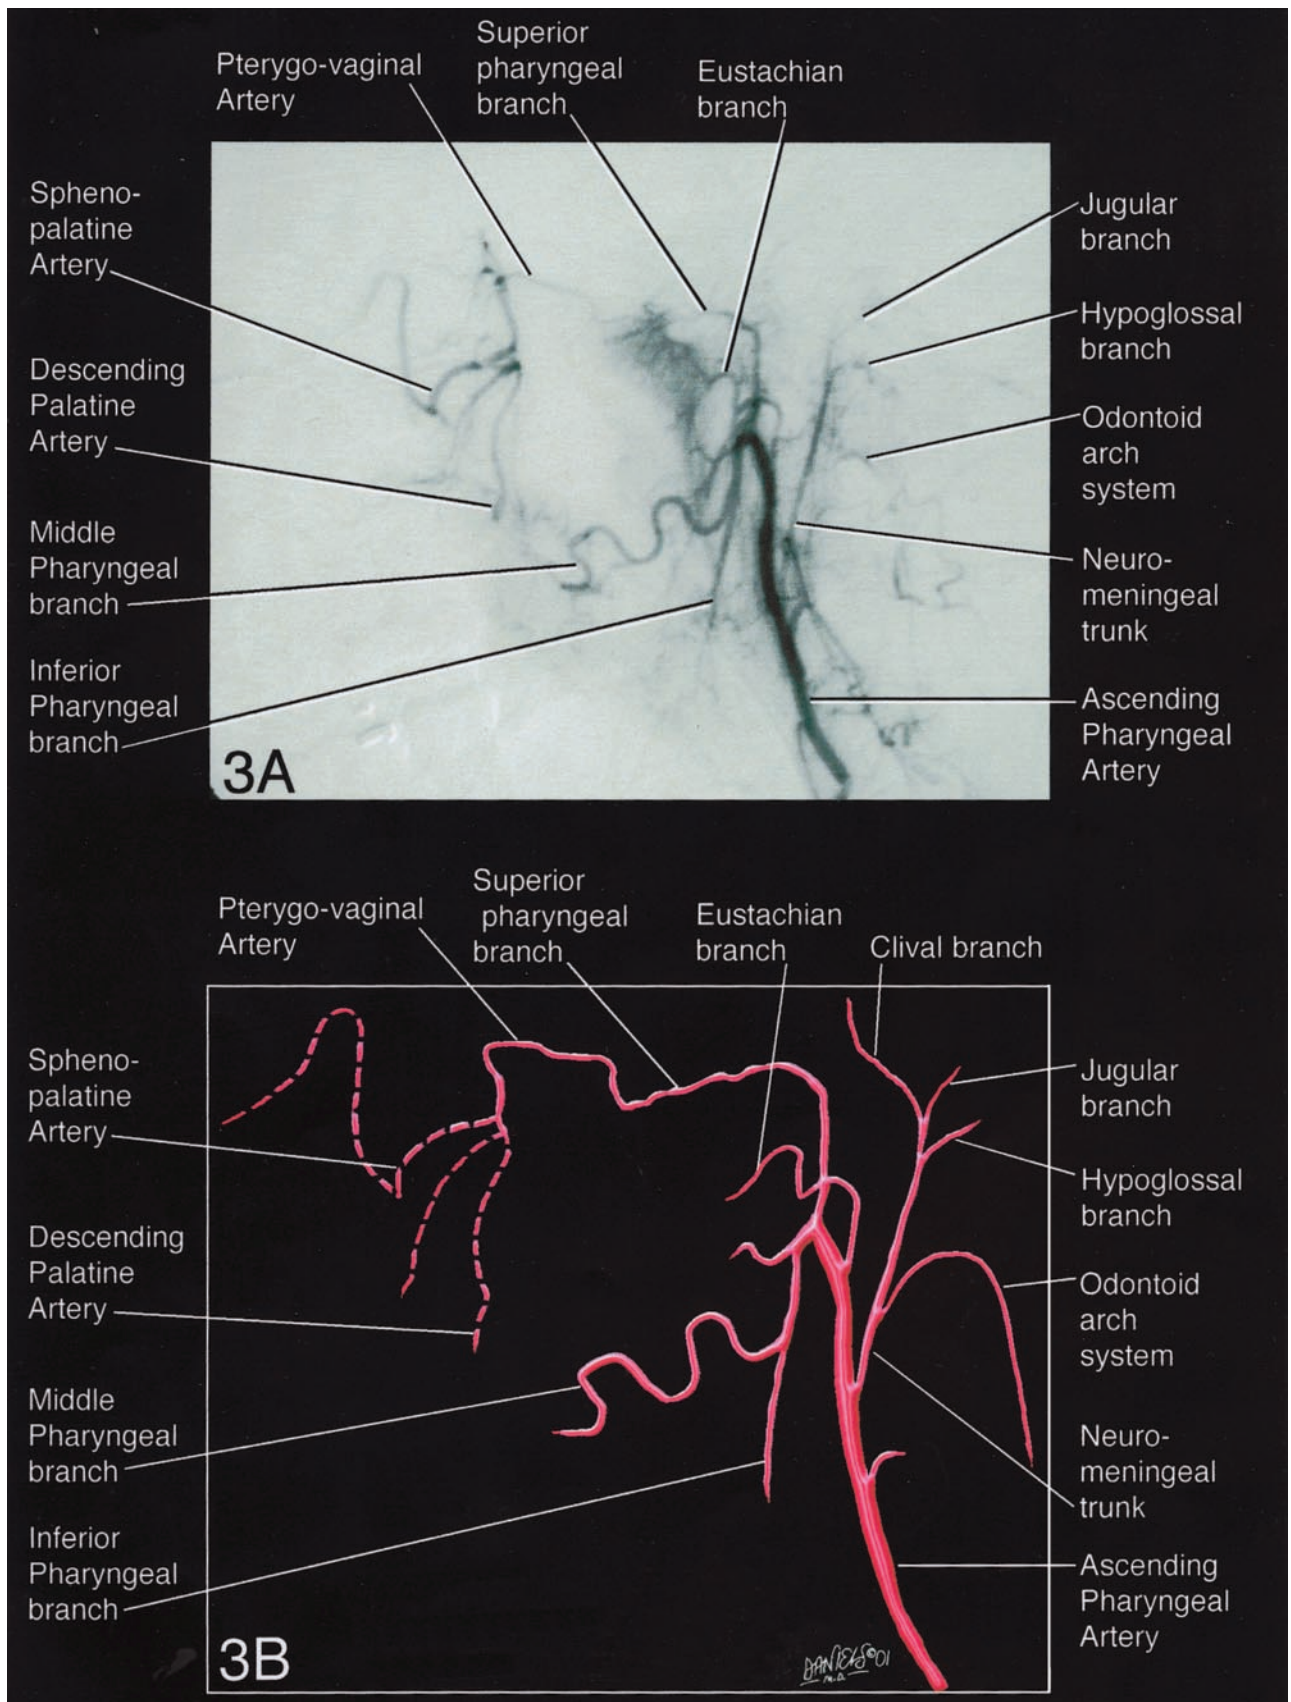 Superior
pharyngeal
branch
Pterygo-vaginal
Artery
Eustachian
branch
Spheno-
palatine
Artery
Jugular
branch
Hypoglossal
branch
Descending
Palatine
Artery
Odontoid
arch
system
Middle
Pharyngeal
branch
Neuro-
meningeal
trunk
Inferior
Pharyngeal
branch
Ascending
Pharyngeal
Artery
3A
Superior
pharyngeal
branch
Pterygo-vaginal
Artery
Eustachian
branch
Clival branch
Spheno-
palatine
Artery
Jugular
branch
Hypoglossal
branch
Descending
Palatine
Artery
Odontoid
arch
system
Middle
Pharyngeal
branch
Neuro-
meningeal
trunk
Inferior
Pharyngeal
branch
Ascending
Pharyngeal
Artery
3B
DANIELS©01